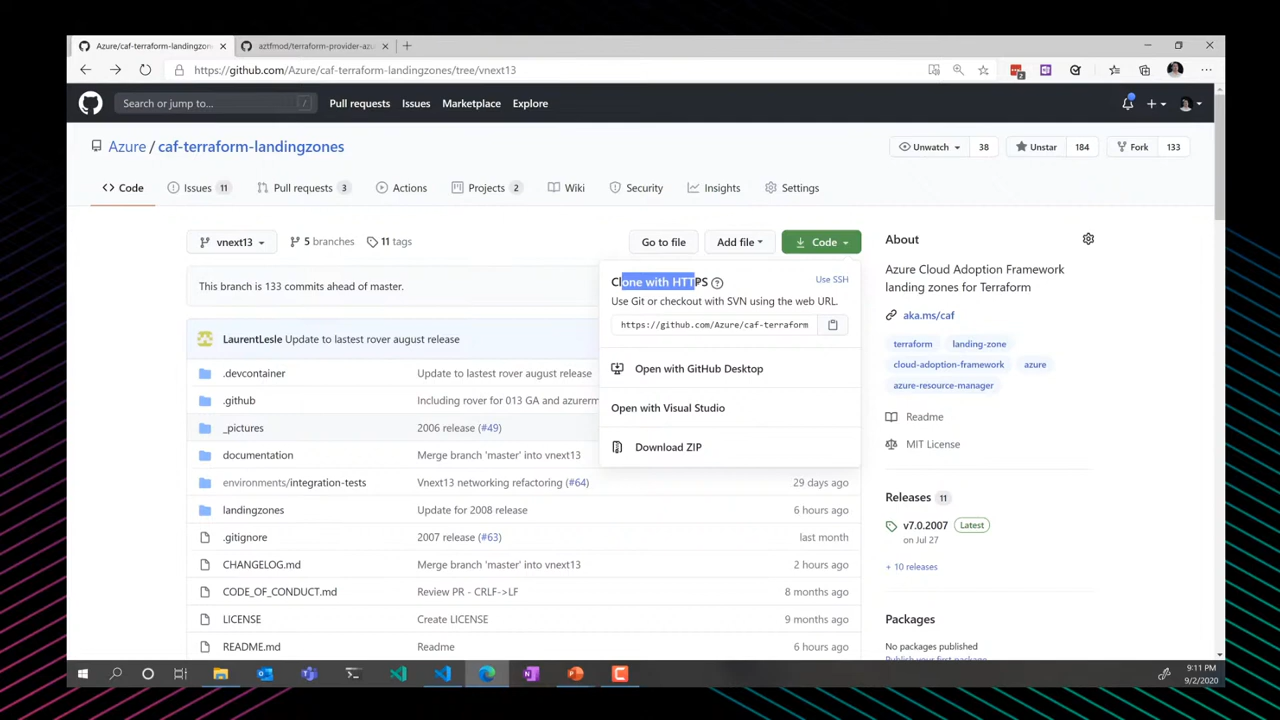 Azure/caf-terraform-landingzon
aztfmod/terraform-provider-azu
https://github.com/Azure/caf-terraform-landingzones/tree/vnext13
2
Search or jump to... /
Pull requests Issues Marketplace Explore
Azure / caf-terraform-landingzones
Unwatch 38 Unstar 184 Fork 133
Code Issues 11 Pull requests 3 Actions Projects 2 Wiki Security Insights Settings
vnext13 5 branches 11 tags Go to file Add file Code
This branch is 133 commits ahead of master.
Clone with HTTPS ? Use SSH
Use Git or checkout with SVN using the web URL.
https://github.com/Azure/caf-terraform
Open with GitHub Desktop
Open with Visual Studio
Download ZIP
LaurentLesle Update to lastest rover august release
.devcontainer Update to lastest rover august release
.github Including rover for 013 GA and azurerm
_pictures 2006 release (#49)
documentation Merge branch 'master' into vnext13
environments/integration-tests Vnext13 networking refactoring (#64) 29 days ago
landingzones Update for 2008 release 6 hours ago
.gitignore 2007 release (#63) last month
CHANGELOG.md Merge branch 'master' into vnext13 2 hours ago
CODE_OF_CONDUCT.md Review PR - CRLF->LF 8 months ago
LICENSE Create LICENSE 9 months ago
README.md Readme 6 hours ago
About
Azure Cloud Adoption Framework
landing zones for Terraform
aka.ms/caf
terraform landing-zone
cloud-adoption-framework azure
azure-resource-manager
Readme
MIT License
Releases 11
v7.0.2007 Latest
on Jul 27
+ 10 releases
Packages
No packages published
Publish your first package
9:11 PM
9/2/2020